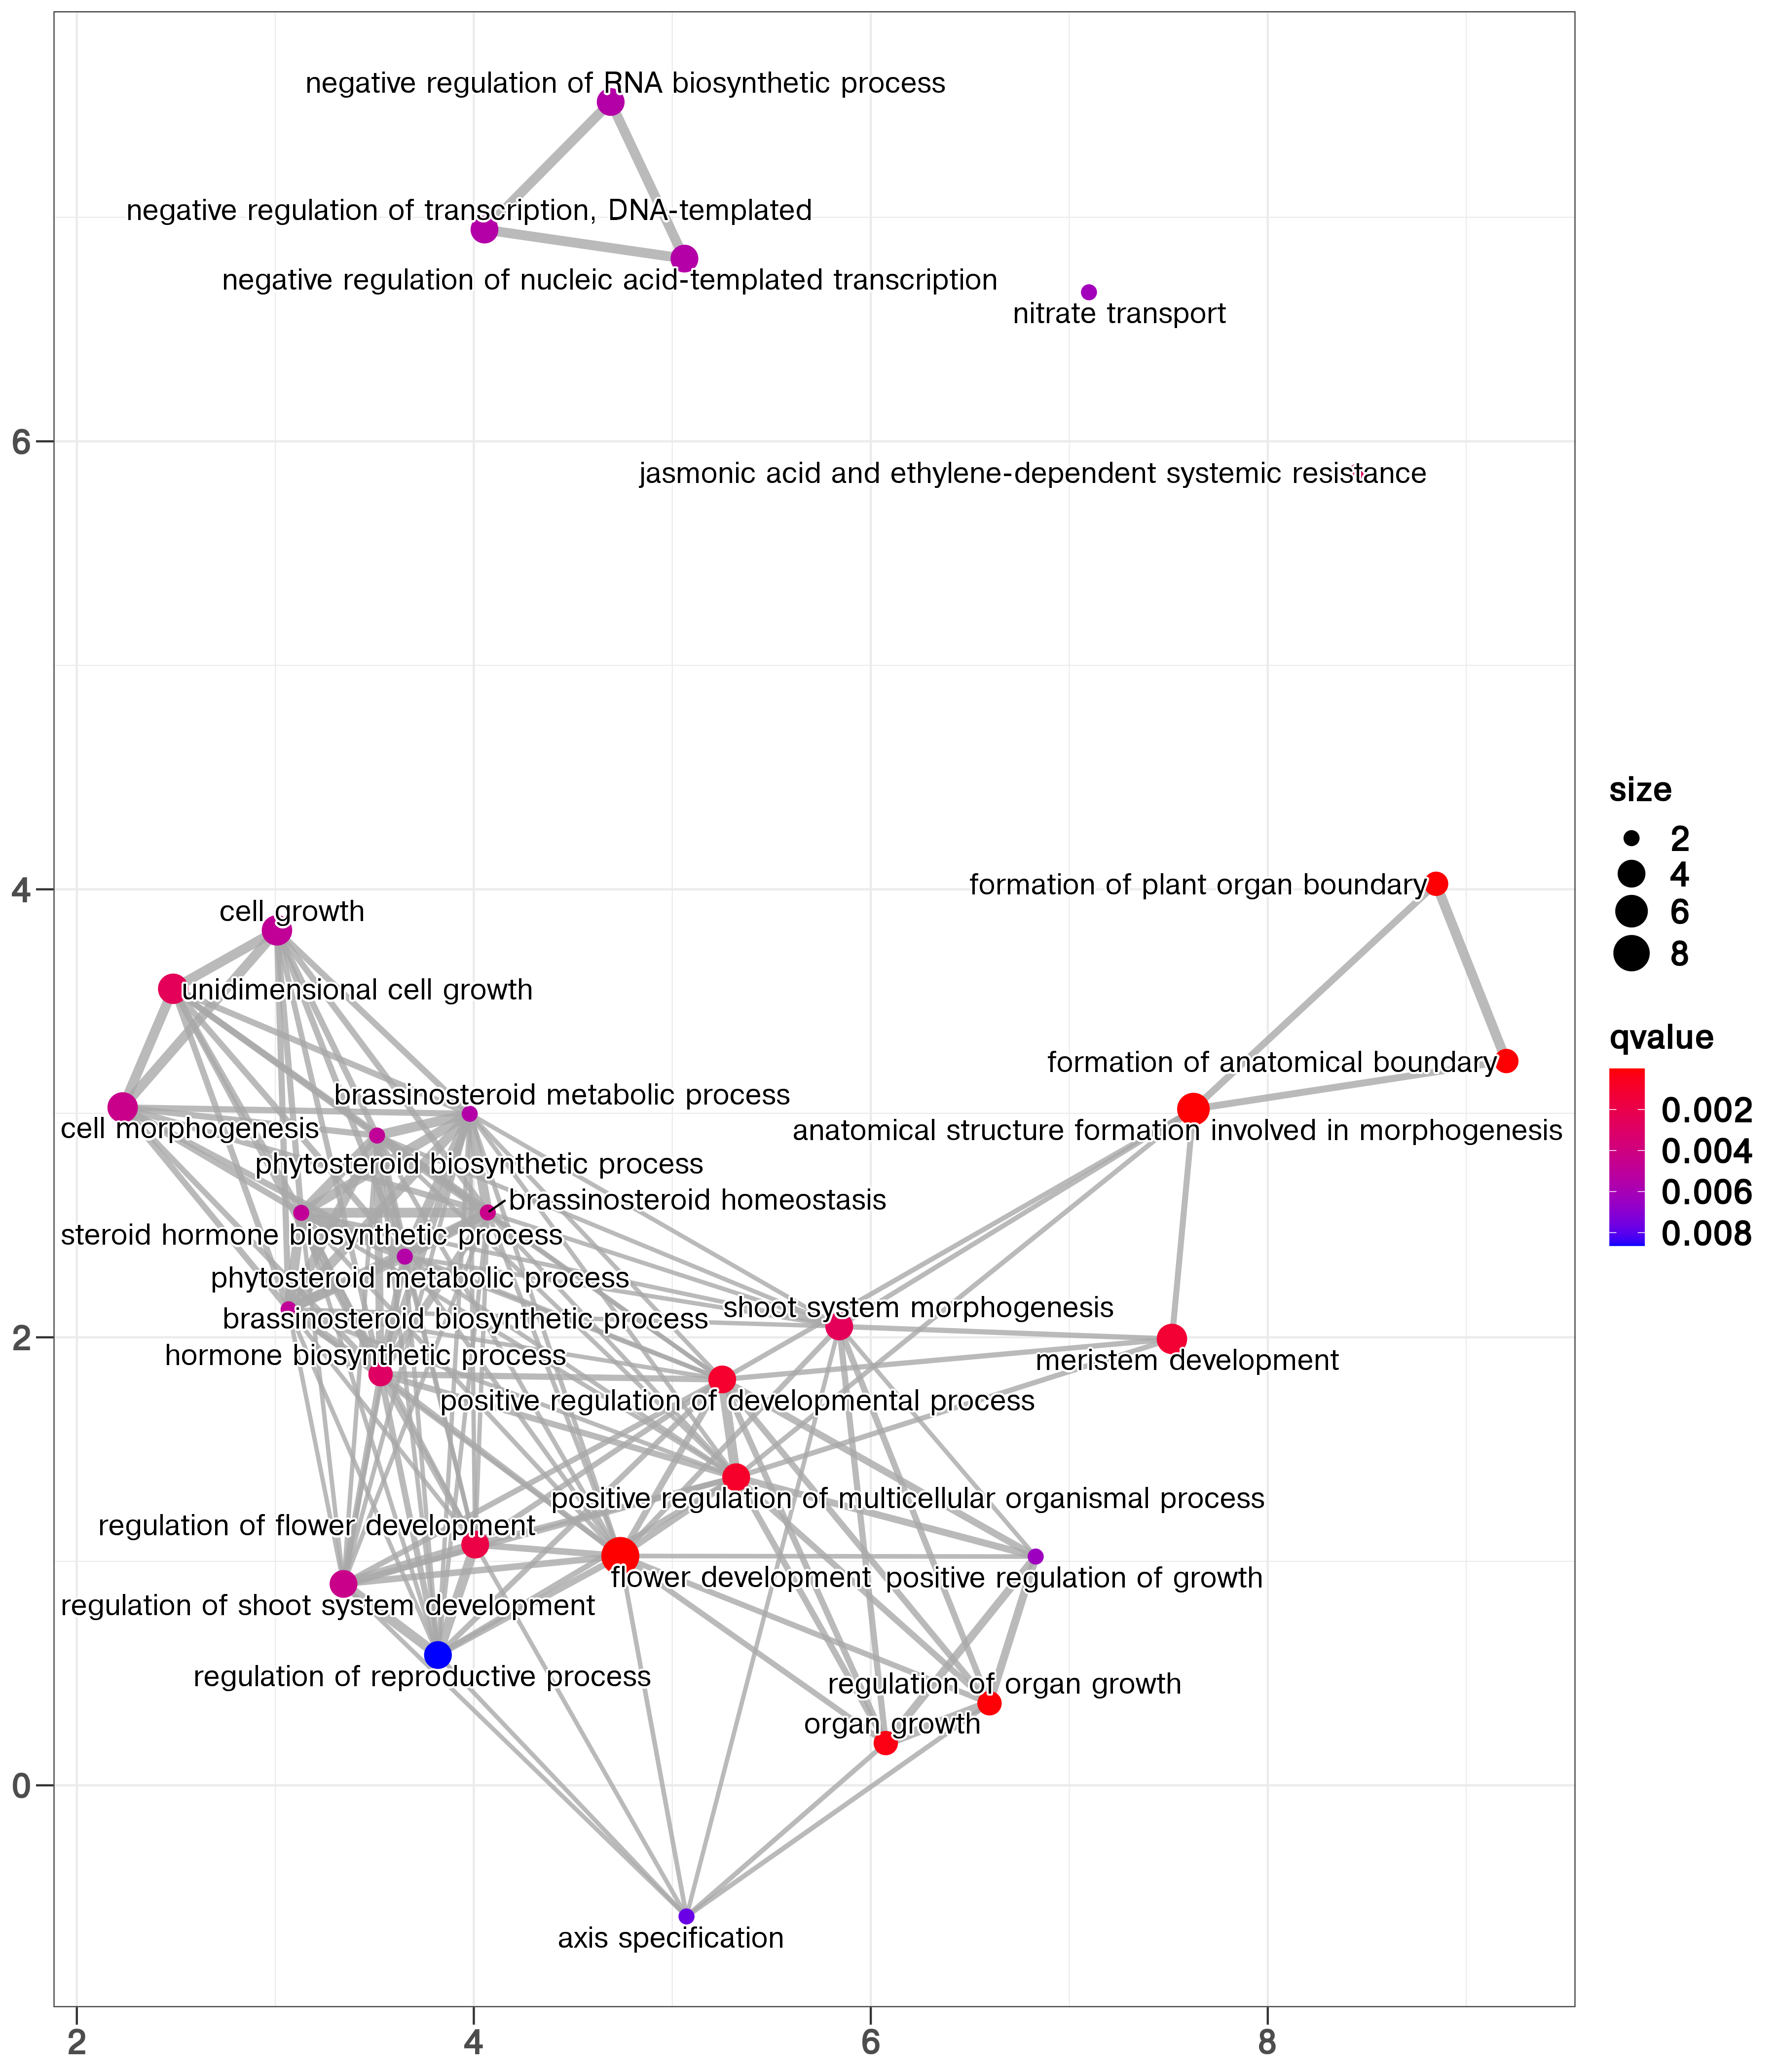 negative regulation of RNA biosynthetic process
negative regulation of transcription, DNA-templated
negative regulation of nucleic acid-templated transcription
nitrate transport
6
jasmonic acid and ethylene-dependent systemic resistance
size
2
4
6
8
formation of plant organ boundary
4
cell growth
unidimensional cell growth
qvalue
0.002
0.004
0.006
0.008
formation of anatomical boundary
brassinosteroid metabolic process
cell morphogenesis
anatomical structure formation involved in morphogenesis
phytosteroid biosynthetic process
brassinosteroid homeostasis
steroid hormone biosynthetic process
phytosteroid metabolic process
shoot system morphogenesis
brassinosteroid biosynthetic process
2
hormone biosynthetic process
meristem development
positive regulation of developmental process
positive regulation of multicellular organismal process
regulation of flower development
flower development
positive regulation of growth
regulation of shoot system development
regulation of reproductive process
regulation of organ growth
organ growth
0
axis specification
2
4
6
8